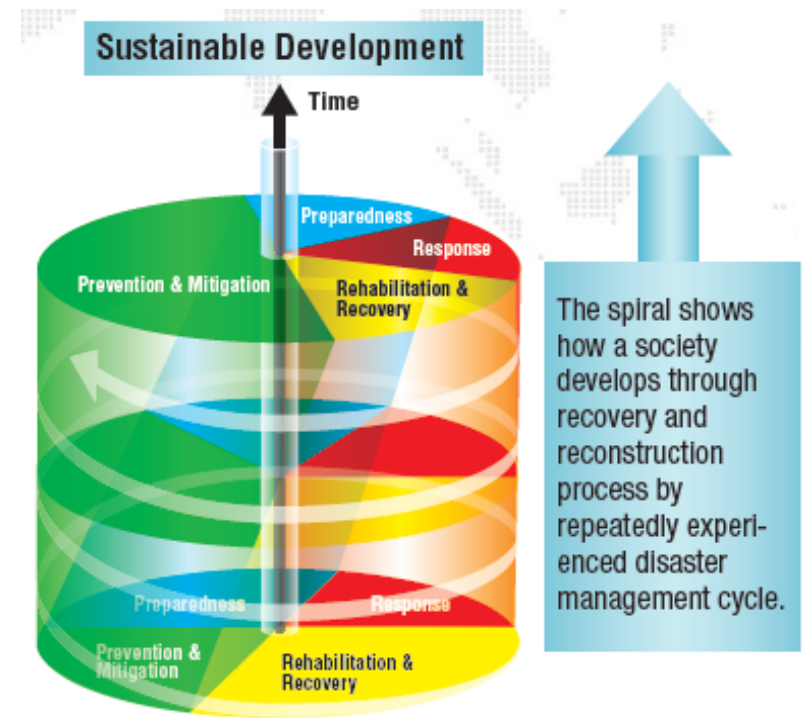 Sustainable Development
Time
Preparedness
Response
Prevention & Mitigation
Rehabilitation &
Recovery
Preparedness
Response
Prevention &
Mitigation
Rehabilitation &
Recovery
The spiral shows
how a society
develops through
recovery and
reconstruction
process by
repeatedly experi-
enced disaster
management cycle.